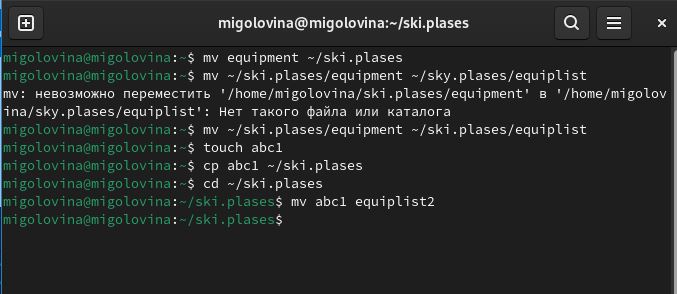 migolovina@migolovina:~/ski.plases
migolovina@migolovina:~$ mv equipment ~/ski.plases
migolovina@migolovina:~$ mv ~/ski.plases/equipment ~/sky.plases/equiplist
mv: невозможно переместить '/home/migolovina/ski.plases/equipment' в '/home/migolov
ina/sky.plases/equiplist': Нет такого файла или каталога
migolovina@migolovina:~$ mv ~/ski.plases/equipment ~/ski.plases/equiplist
migolovina@migolovina:~$ touch abc1
migolovina@migolovina:~$ cp abc1 ~/ski.plases
migolovina@migolovina:~$ cd ~/ski.plases
migolovina@migolovina:~/ski.plases$ mv abc1 equiplist2
migolovina@migolovina:~/ski.plases$